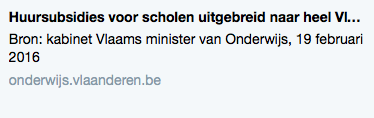 Huursubsidies voor scholen uitgebreid naar heel Vl…
Bron: kabinet Vlaams minister van Onderwijs, 19 februari
2016
onderwijs.vlaanderen.be